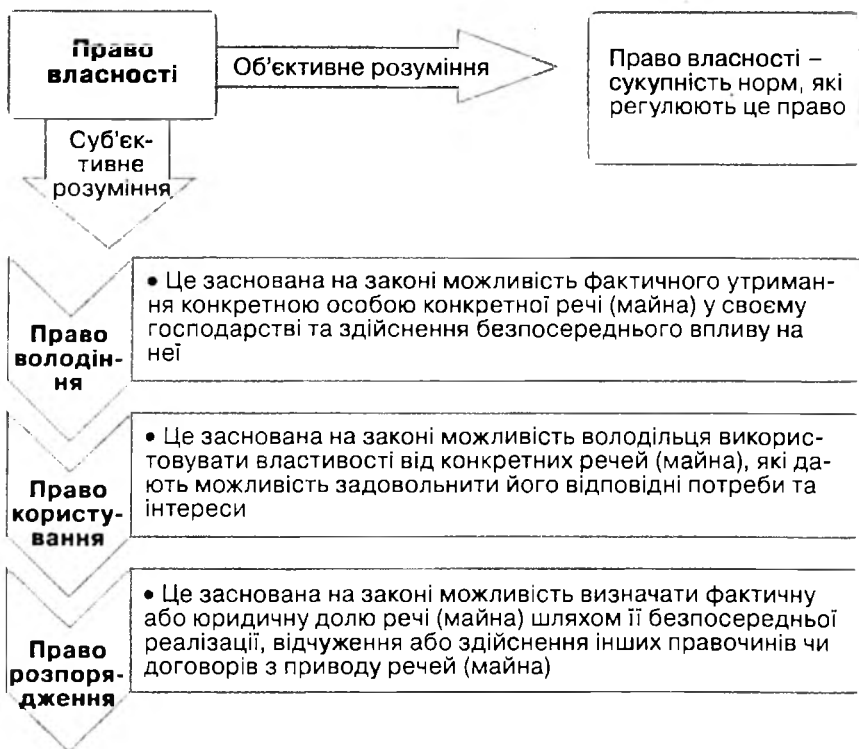 Право
власності
Об'єктивне розуміння
Право власності –
сукупність норм, які
регулюють це право
Суб'єк-
тивне
розуміння
Право
володін-
ня
• Це заснована на законі можливість фактичного утриман-
ня конкретною особою конкретної речі (майна) у своєму
господарстві та здійснення безпосереднього впливу на
неї
Право
користу-
вання
• Це заснована на законі можливість володільця викорис-
товувати властивості від конкретних речей (майна), які да-
ють можливість задовольнити його відповідні потреби та
інтереси
Право
розпоря-
дження
• Це заснована на законі можливість визначати фактичну
або юридичну долю речі (майна) шляхом її безпосередньої
реалізації, відчуження або здійснення інших правочинів чи
договорів з приводу речей (майна)